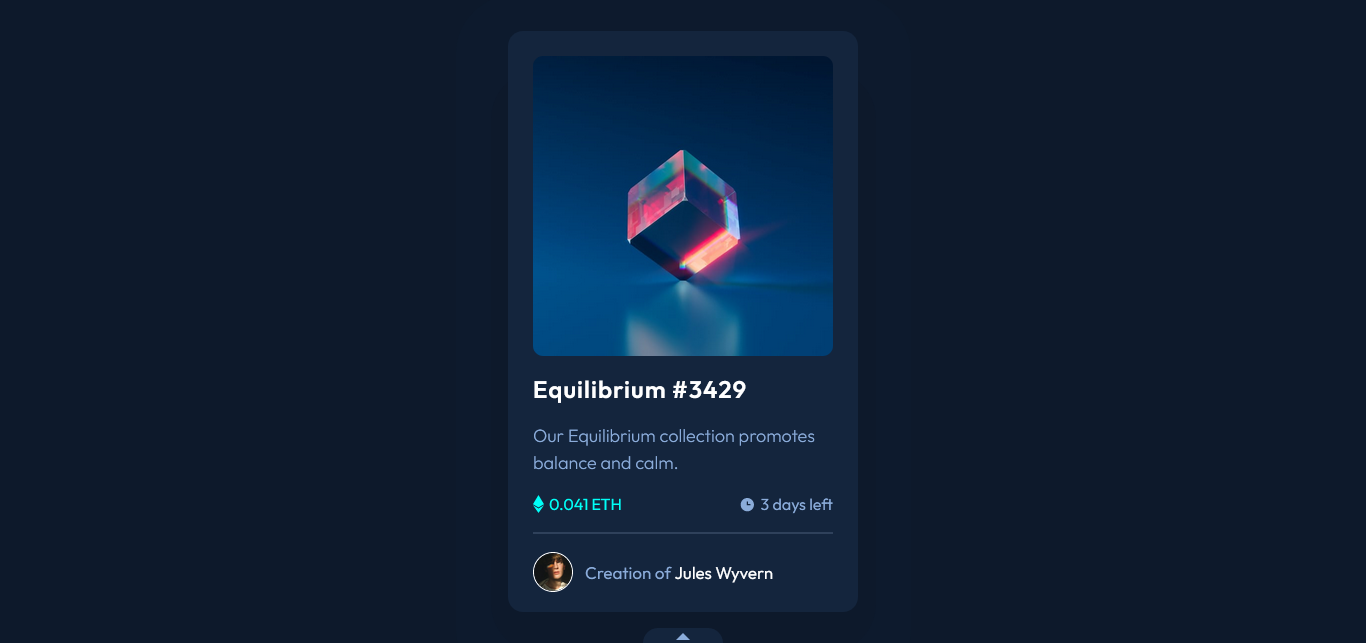 Equilibrium #3429
Our Equilibrium collection promotes
balance and calm.
0.041 ETH
3 days left
Creation of Jules Wyvern